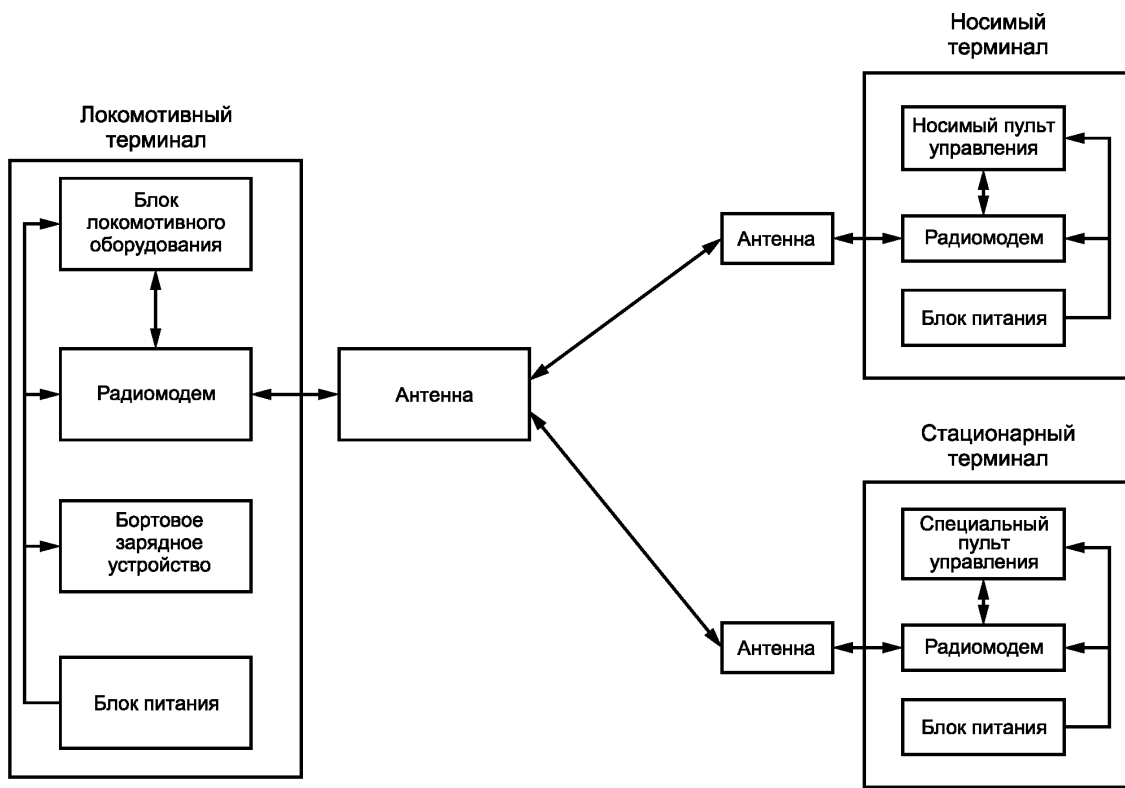 Локомотивный
терминал
Блок
локомотивного
оборудования
Радиомодем
Бортовое
зарядное
устройство
Блок питания
Антенна
Носимый
терминал
Носимый пульт
управления
Антенна
Радиомодем
Блок питания
Стационарный
терминал
Специальный
пульт
управления
Антенна
Радиомодем
Блок питания